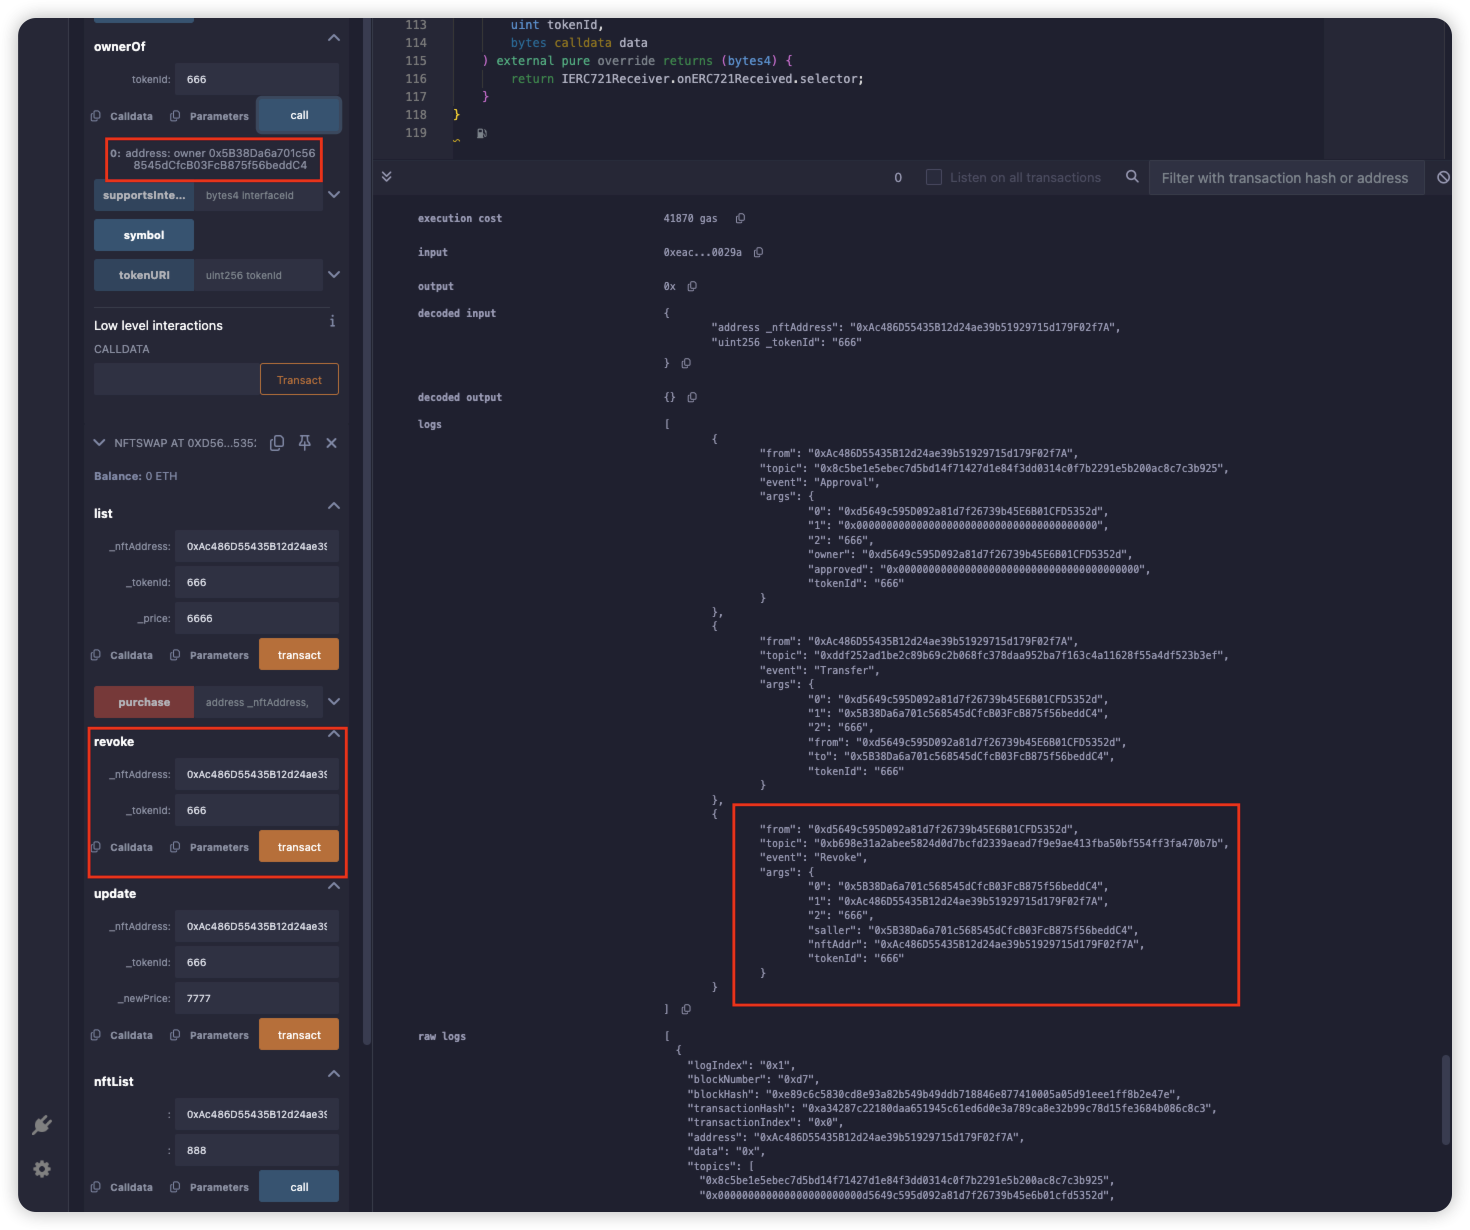 ownerOf
tokenId: 666
Calldata Parameters call
0: address: owner 0x5B38Da6a701c56
8545dCfcB03FcB875f56beddC4
supportsInte... bytes4 interfaceId
symbol
tokenURI uint256 tokenId
Low level interactions i
CALLDATA
Transact
NFTSWAP AT 0XD56...535
Balance: 0 ETH
list
_nftAddress: 0xAc486D55435B12d24ae39
_tokenId: 666
_price: 6666
Calldata Parameters transact
purchase address _nftAddress,
revoke
_nftAddress: 0xAc486D55435B12d24ae39
_tokenId: 666
Calldata Parameters transact
update
_nftAddress: 0xAc486D55435B12d24ae39
_tokenId: 666
_newPrice: 7777
Calldata Parameters transact
nftList
: 0xAc486D55435B12d24ae39
: 888
Calldata Parameters call
113 uint tokenId,
114 bytes calldata data
115 ) external pure override returns (bytes4) {
116 return IERC721Receiver.onERC721Received.selector;
117 }
118 }
119
0 Listen on all transactions Filter with transaction hash or address
execution cost 41870 gas
input 0xeac...0029a
output 0x
decoded input {
"address _nftAddress": "0xAc486D55435B12d24ae39b51929715d179F02f7A",
"uint256 _tokenId": "666"
}
decoded output {}
logs [
{
"from": "0xAc486D55435B12d24ae39b51929715d179F02f7A",
"topic": "0x8c5be1e5ebec7d5bd14f71427d1e84f3dd0314c0f7b2291e5b200ac8c7c3b925",
"event": "Approval",
"args": {
"0": "0xd5649c595D092a81d7f26739b45E6B01CFD5352d",
"1": "0x0000000000000000000000000000000000000000",
"2": "666",
"owner": "0xd5649c595D092a81d7f26739b45E6B01CFD5352d",
"approved": "0x0000000000000000000000000000000000000000",
"tokenId": "666"
}
},
{
"from": "0xAc486D55435B12d24ae39b51929715d179F02f7A",
"topic": "0xddf252ad1be2c89b69c2b068fc378daa952ba7f163c4a11628f55a4df523b3ef",
"event": "Transfer",
"args": {
"0": "0xd5649c595D092a81d7f26739b45E6B01CFD5352d",
"1": "0x5B38Da6a701c568545dCfcB03FcB875f56beddC4",
"2": "666",
"from": "0xd5649c595D092a81d7f26739b45E6B01CFD5352d",
"to": "0x5B38Da6a701c568545dCfcB03FcB875f56beddC4",
"tokenId": "666"
}
},
{
"from": "0xd5649c595D092a81d7f26739b45E6B01CFD5352d",
"topic": "0xb698e31a2abee5824d0d7bcfd2339aead7f9e9ae413fba50bf554ff3fa470b7b",
"event": "Revoke",
"args": {
"0": "0x5B38Da6a701c568545dCfcB03FcB875f56beddC4",
"1": "0xAc486D55435B12d24ae39b51929715d179F02f7A",
"2": "666",
"saller": "0x5B38Da6a701c568545dCfcB03FcB875f56beddC4",
"nftAddr": "0xAc486D55435B12d24ae39b51929715d179F02f7A",
"tokenId": "666"
}
}
]
raw logs [
{
"logIndex": "0x1",
"blockNumber": "0xd7",
"blockHash": "0xe89c6c5830cd8e93a82b549b49ddb718846e877410005a05d91eee1ff8b2e47e",
"transactionHash": "0xa34287c22180daa651945c61ed6d0e3a789ca8e32b99c78d15fe3684b086c8c3",
"transactionIndex": "0x0",
"address": "0xAc486D55435B12d24ae39b51929715d179F02f7A",
"data": "0x",
"topics": [
"0x8c5be1e5ebec7d5bd14f71427d1e84f3dd0314c0f7b2291e5b200ac8c7c3b925",
"0x000000000000000000000000d5649c595d092a81d7f26739b45e6b01cfd5352d",